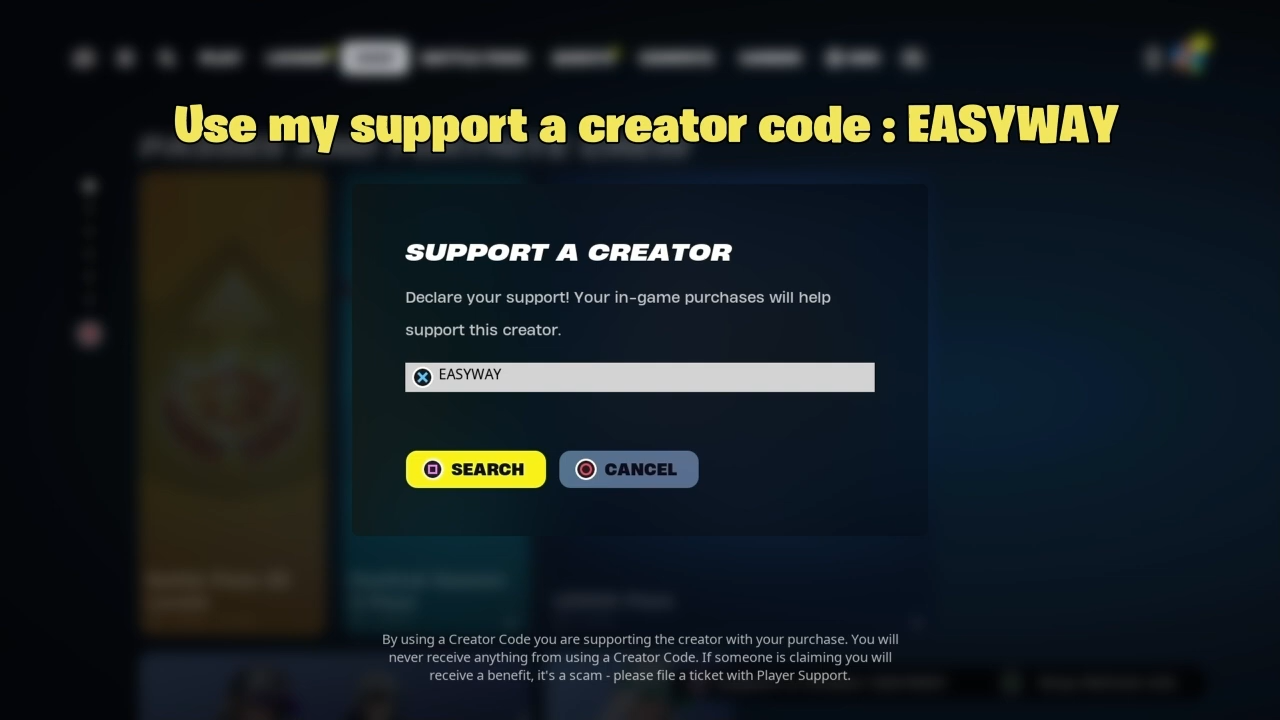 PLAY
Use my support a creator code : EASYWAY
SUPPORT A CREATOR
Declare your support! Your in-game purchases will help
support this creator.
EASYWAY
SEARCH
CANCEL
By using a Creator Code you are supporting the creator with your purchase. You will
never receive anything from using a Creator Code. If someone is claiming you will
receive a benefit, it's a scam - please file a ticket with Player Support.